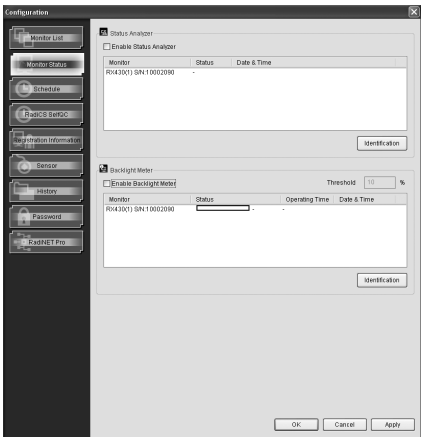 Configuration
Monitor List
Monitor Status
Schedule
RadiCS SelfQC
Registration Information
Sensor
History
Password
RadiNET Pro
Status Analyzer
Enable Status Analyzer
Monitor Status Date & Time
RX430(1) S/N:10002090 -
Identification
Backlight Meter
Enable Backlight Meter Threshold 10 %
Monitor Status Operating Time Date & Time
RX430(1) S/N:10002090 - -
Identification
OK Cancel Apply